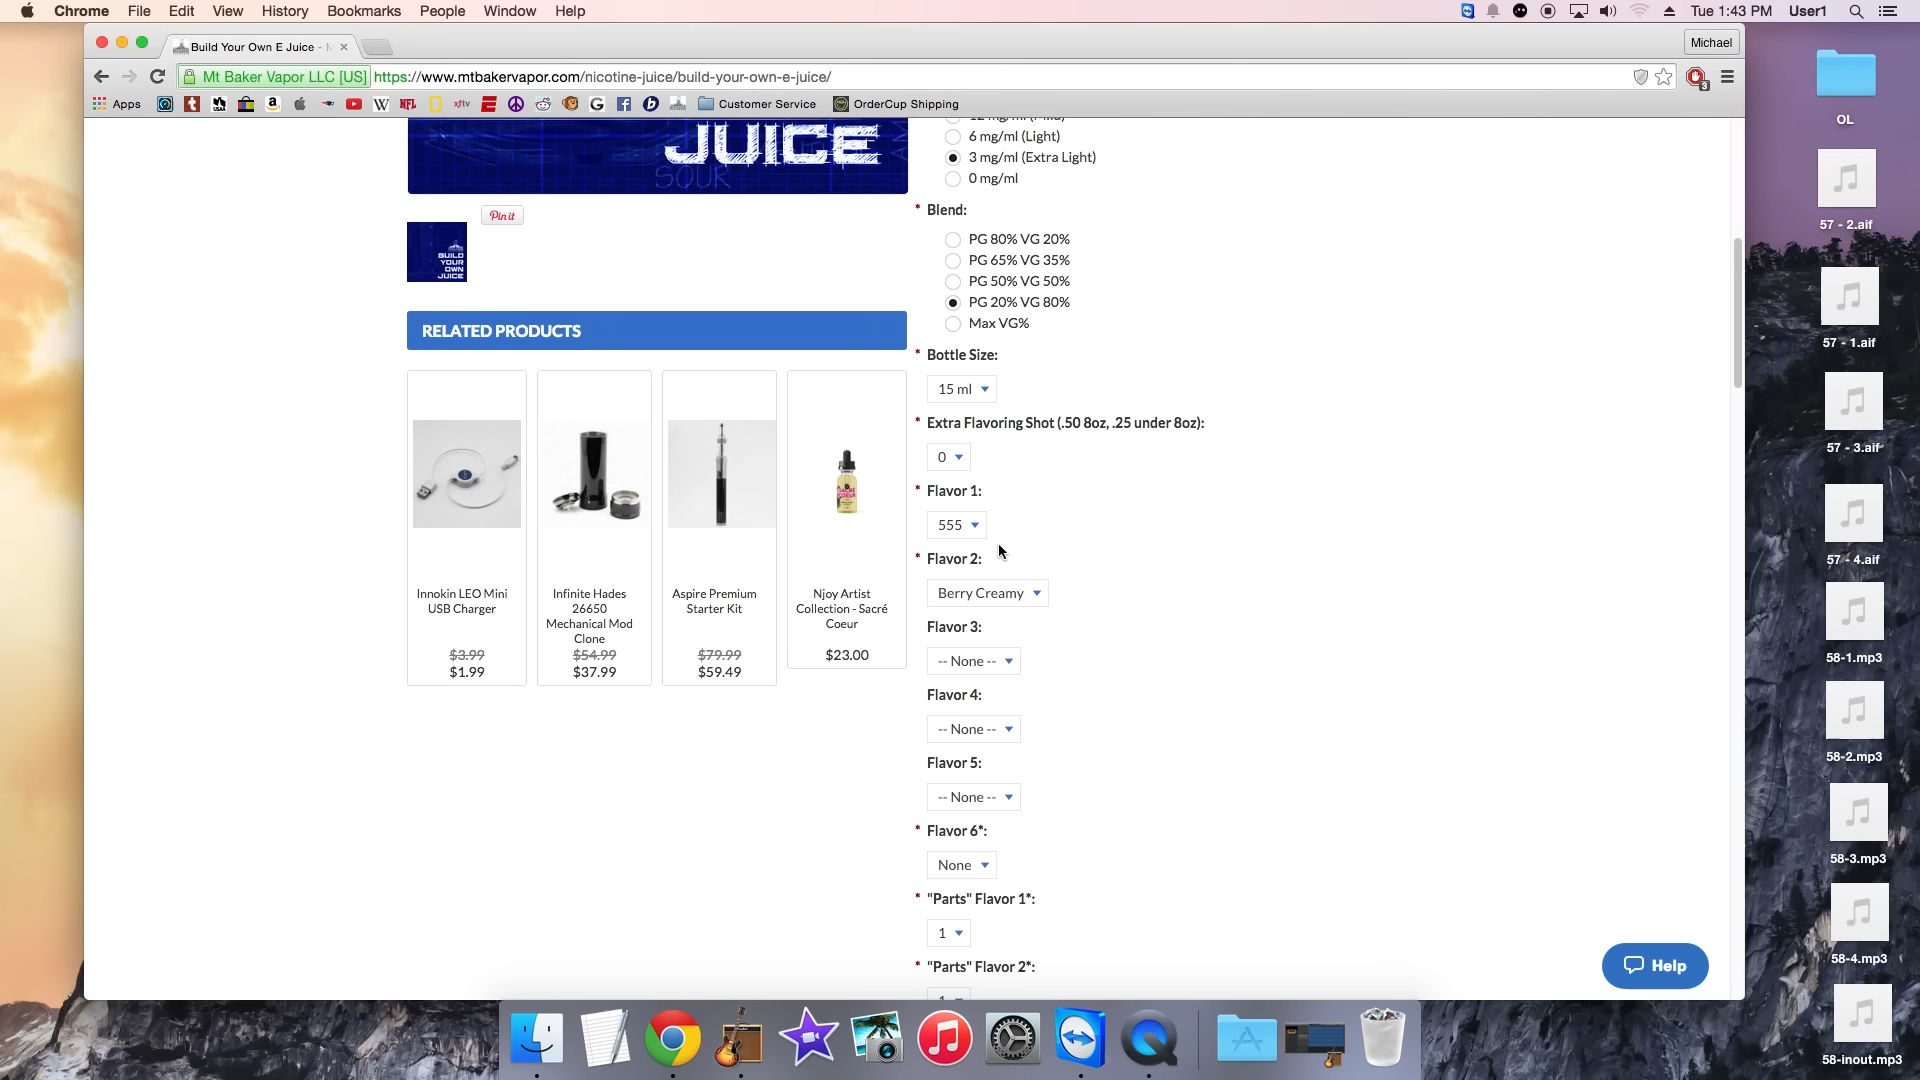 Chrome File Edit View History Bookmarks People Window Help
Tue 1:43 PM User1
Build Your Own E Juice -
Michael
Mt Baker Vapor LLC [US] https://www.mtbakervapor.com/nicotine-juice/build-your-own-e-juice/
3
Apps
NFL
xftv
Customer Service
OrderCup Shipping
JUICE
SOUR
Pin it
BUILD
YOUR
OWN
JUICE
RELATED PRODUCTS
Innokin LEO Mini
USB Charger
$3.99
$1.99
Infinite Hades
26650
Mechanical Mod
Clone
$54.99
$37.99
Aspire Premium
Starter Kit
$79.99
$59.49
Njoy Artist
Collection - Sacré
Coeur
$23.00
6 mg/ml (Light)
3 mg/ml (Extra Light)
0 mg/ml
* Blend:
PG 80% VG 20%
PG 65% VG 35%
PG 50% VG 50%
PG 20% VG 80%
Max VG%
* Bottle Size:
15 ml
* Extra Flavoring Shot (.50 8oz, .25 under 8oz):
0
* Flavor 1:
555
* Flavor 2:
Berry Creamy
Flavor 3:
-- None --
Flavor 4:
-- None --
Flavor 5:
-- None --
* Flavor 6*:
None
* "Parts" Flavor 1*:
1
* "Parts" Flavor 2*:
Help
OL
57 - 2.aif
57 - 1.aif
57 - 3.aif
57 - 4.aif
58-1.mp3
58-2.mp3
58-3.mp3
58-4.mp3
58-inout.mp3